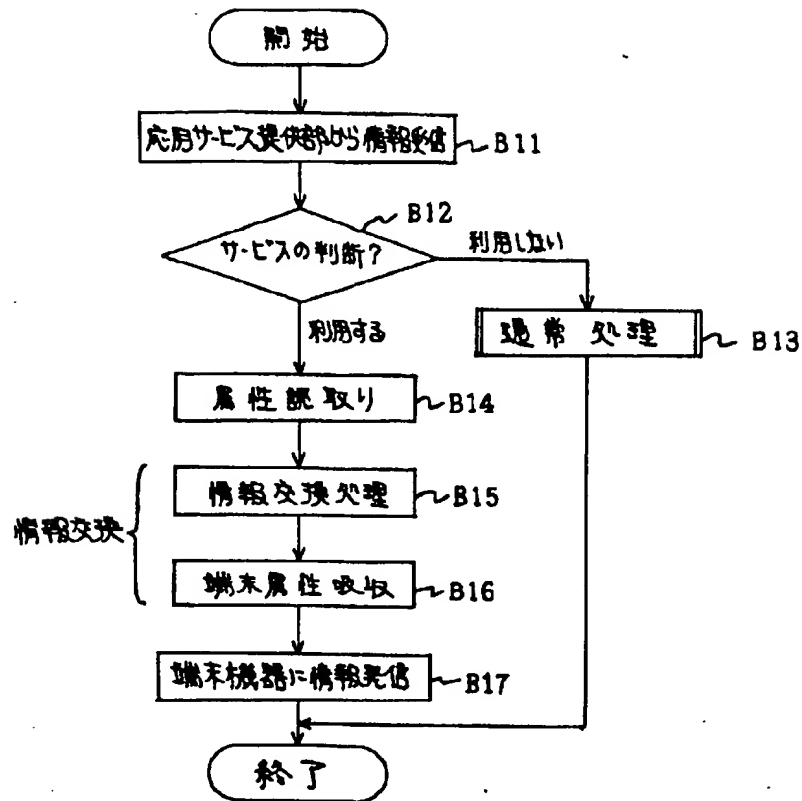 開始
応用サービス提供部から情報受信
B11
サービスの判断?
B12
利用しない
利用する
通常処理
B13
属性読取り
B14
情報交換
情報交換処理
B15
端末属性吸収
B16
端末機器に情報発信
B17
終了